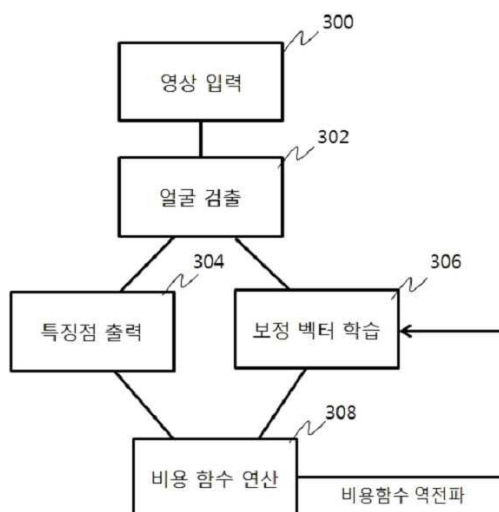 300
영상 입력
302
얼굴 검출
304
306
특징점 출력
보정 벡터 학습
308
비용 함수 연산
비용함수 역전파